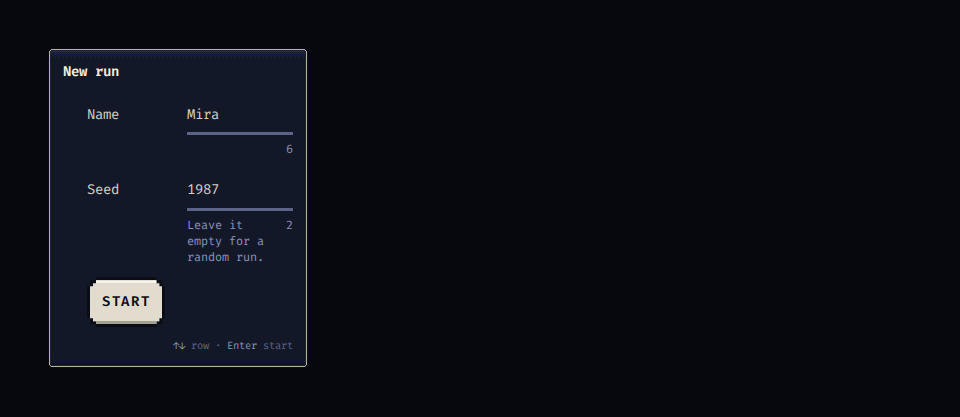 New run
Name Mira
6
Seed 1987
Leave it 2
empty for a
random run.
START
↑↓ row · Enter start